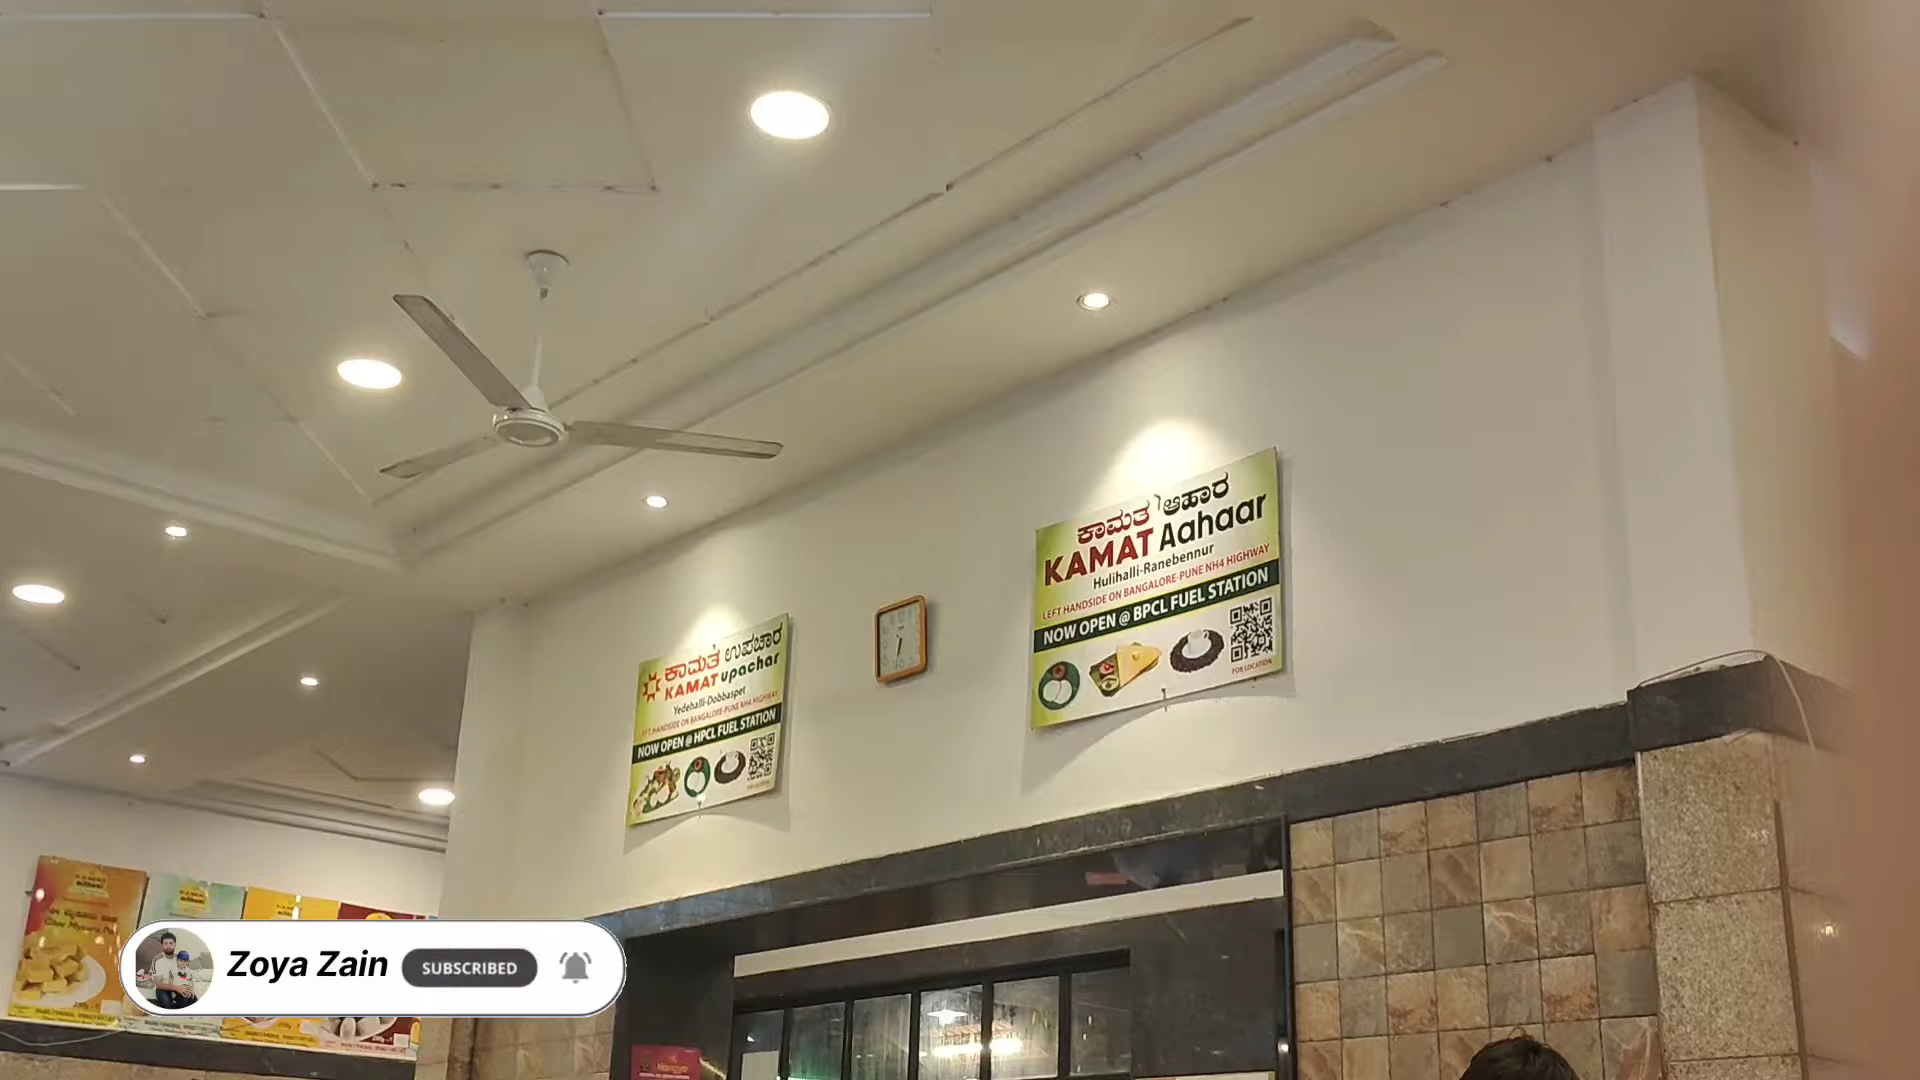 ಕಾಮತ ಆಹಾರ
KAMAT Aahaar
Hulihalli-Ranebennur
LEFT HANDSIDE ON BANGALORE-PUNE NH4 HIGHWAY
NOW OPEN @ BPCL FUEL STATION
FOR LOCATION
ಕಾಮತ ಉಪಚಾರ
KAMAT upachar
Yedehalli-Dobbaspet
LEFT HANDSIDE ON BANGALORE-PUNE NH4 HIGHWAY
NOW OPEN @ HPCL FUEL STATION
Zoya Zain
SUBSCRIBED
Hangyo